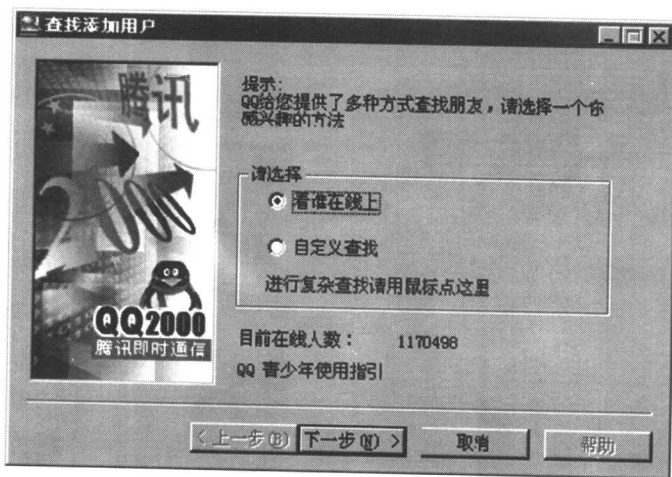 查找添加用户
腾讯
2000
QQ2000
腾讯即时通信
提示:
QQ给您提供了多种方式查找朋友，请选择一个你
感兴趣的方法
请选择
看谁在线上
自定义查找
进行复杂查找请用鼠标点这里
目前在线人数： 1170498
QQ 青少年使用指引
< 上一步(B) 下一步(N) > 取消 帮助